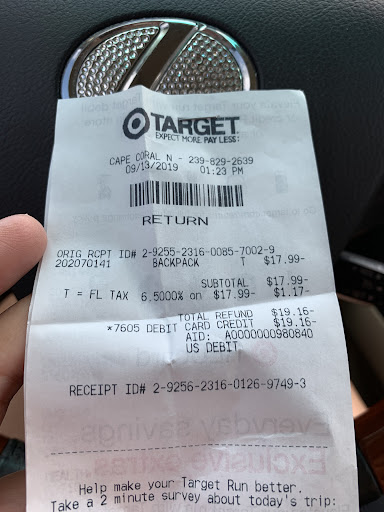 TARGET
EXPECT MORE. PAY LESS.
CAPE CORAL N - 239-829-2639
09/13/2019 01:23 PM
RETURN
ORIG RCPT ID# 2-9255-2316-0085-7002-9
202070141 BACKPACK T $17.99-
SUBTOTAL $17.99-
T = FL TAX 6.5000% on $17.99- $1.17-
TOTAL REFUND $19.16-
*7605 DEBIT CARD CREDIT $19.16-
AID: A0000000980840
US DEBIT
RECEIPT ID# 2-9256-2316-0126-9749-3
Everyday savings
Exclusive extras
Help make your Target Run better.
Take a 2 minute survey about today's trip: